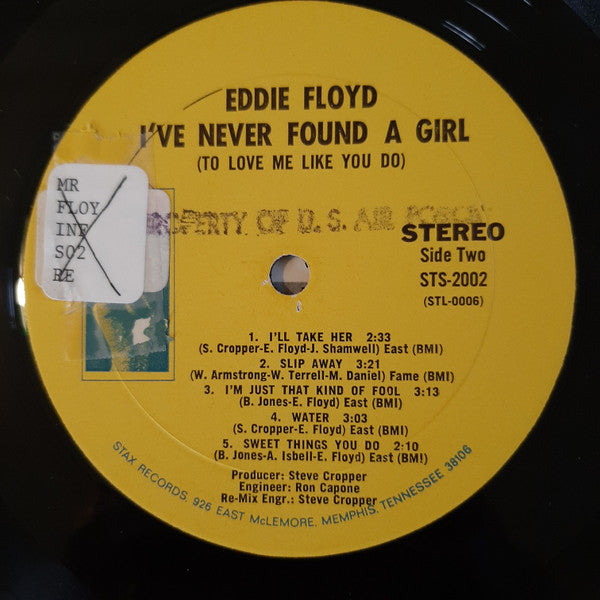 EDDIE FLOYD
I'VE NEVER FOUND A GIRL
(TO LOVE ME LIKE YOU DO)
MR
FLOY
INF
S02
RE
PROPERTY OF U. S. AIR FORCE
STEREO
Side Two
STS-2002
(STL-0006)
1. I'LL TAKE HER 2:33
(S. Cropper-E. Floyd-J. Shamwell) East (BMI)
2. SLIP AWAY 3:21
(W. Armstrong-W. Terrell-M. Daniel) Fame (BMI)
3. I'M JUST THAT KIND OF FOOL 3:13
(B. Jones-E. Floyd) East (BMI)
4. WATER 3:03
(S. Cropper-E. Floyd) East (BMI)
5. SWEET THINGS YOU DO 2:10
(B. Jones-A. Isbell-E. Floyd) East (BMI)
Producer: Steve Cropper
Engineer: Ron Capone
Re-Mix Engr.: Steve Cropper
STAX RECORDS, 926 EAST McLEMORE, MEMPHIS, TENNESSEE 38106